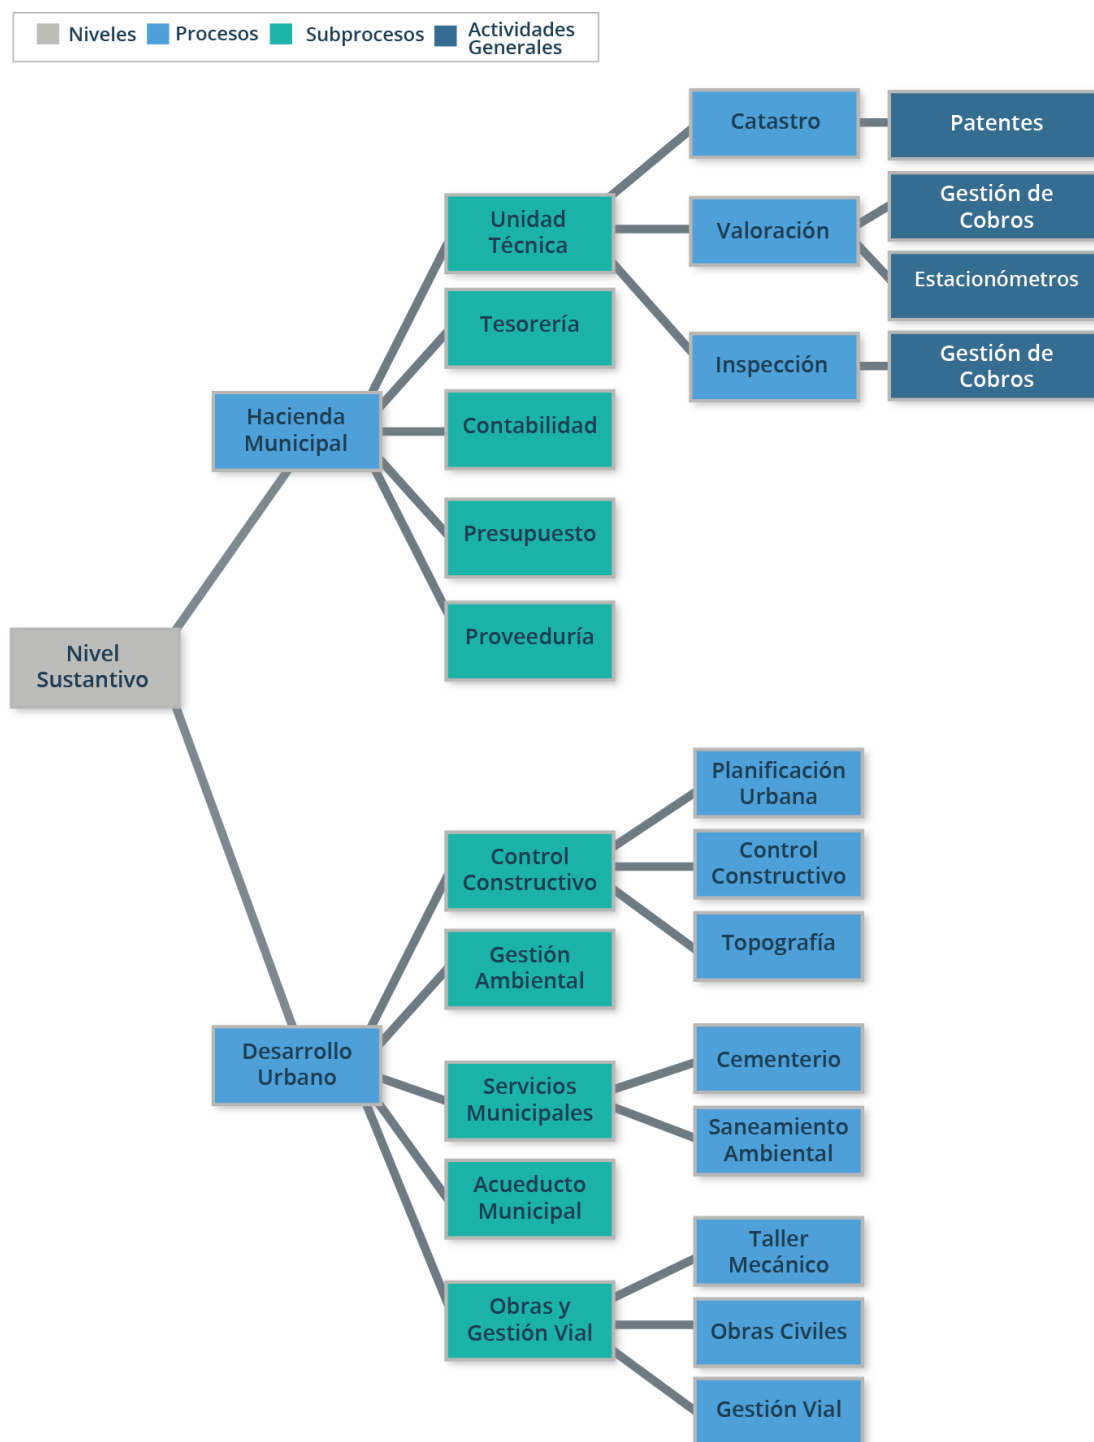 Niveles
Procesos
Subprocesos
Actividades
Generales
Catastro
Patentes
Unidad
Técnica
Valoración
Gestión de
Cobros
Estacionómetros
Inspección
Gestión de
Cobros
Tesorería
Hacienda
Municipal
Contabilidad
Presupuesto
Proveeduría
Nivel
Sustantivo
Planificación
Urbana
Control
Constructivo
Control
Constructivo
Topografía
Gestión
Ambiental
Desarrollo
Urbano
Servicios
Municipales
Cementerio
Saneamiento
Ambiental
Acueducto
Municipal
Taller
Mecánico
Obras y
Gestión Vial
Obras Civiles
Gestión Vial